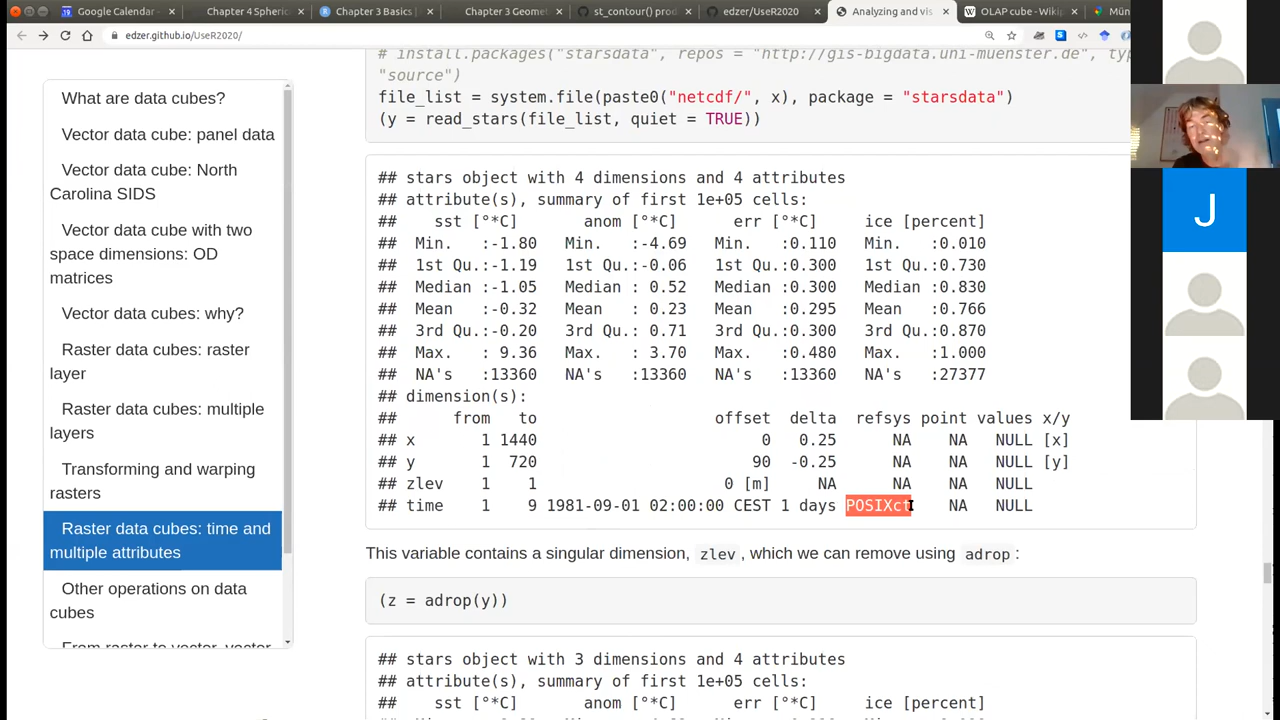 Google Calendar
Chapter 4 Spheric
Chapter 3 Basics |
Chapter 3 Geomet
st_contour() prod
edzer/UseR2020
Analyzing and vis
OLAP cube - Wikip
Mün
edzer.github.io/UseR2020/
What are data cubes?
Vector data cube: panel data
Vector data cube: North
Carolina SIDS
Vector data cube with two
space dimensions: OD
matrices
Vector data cubes: why?
Raster data cubes: raster
layer
Raster data cubes: multiple
layers
Transforming and warping
rasters
Raster data cubes: time and
multiple attributes
Other operations on data
cubes
From raster to vector, vector
# install.packages("starsdata", repos = "http://gis-bigdata.uni-muenster.de", typ
"source")
file_list = system.file(paste0("netcdf/", x), package = "starsdata")
(y = read_stars(file_list, quiet = TRUE))
## stars object with 4 dimensions and 4 attributes
## attribute(s), summary of first 1e+05 cells:
## sst [°*C] anom [°*C] err [°*C] ice [percent]
## Min. :-1.80 Min. :-4.69 Min. :0.110 Min. :0.010
## 1st Qu.:-1.19 1st Qu.:-0.06 1st Qu.:0.300 1st Qu.:0.730
## Median :-1.05 Median : 0.52 Median :0.300 Median :0.830
## Mean :-0.32 Mean : 0.23 Mean :0.295 Mean :0.766
## 3rd Qu.:-0.20 3rd Qu.: 0.71 3rd Qu.:0.300 3rd Qu.:0.870
## Max. : 9.36 Max. : 3.70 Max. :0.480 Max. :1.000
## NA's :13360 NA's :13360 NA's :13360 NA's :27377
## dimension(s):
## from to offset delta refsys point values x/y
## x 1 1440 0 0.25 NA NA NULL [x]
## y 1 720 90 -0.25 NA NA NULL [y]
## zlev 1 1 0 [m] NA NA NA NULL
## time 1 9 1981-09-01 02:00:00 CEST 1 days POSIXct NA NULL
This variable contains a singular dimension, zlev, which we can remove using adrop:
(z = adrop(y))
## stars object with 3 dimensions and 4 attributes
## attribute(s), summary of first 1e+05 cells:
## sst [°*C] anom [°*C] err [°*C] ice [percent]
J